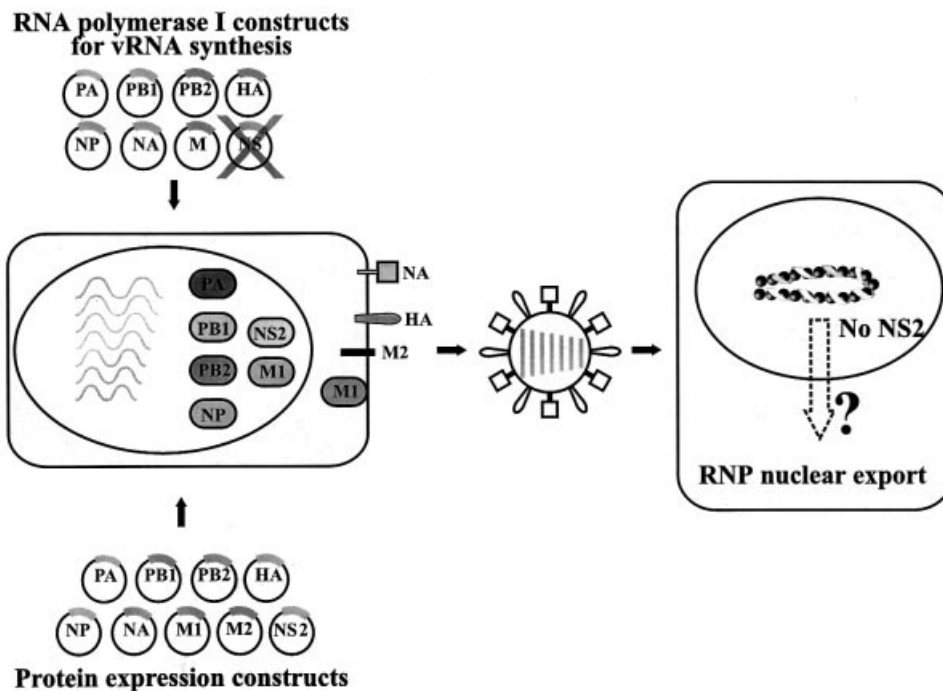 RNA polymerase I constructs
for vRNA synthesis
PA PB1 PB2 HA
NP NA M NS
PA
PB1 NS2
PB2 M1
NP
NA
HA
M2
M1
No NS2
?
RNP nuclear export
PA PB1 PB2 HA
NP NA M1 M2 NS2
Protein expression constructs